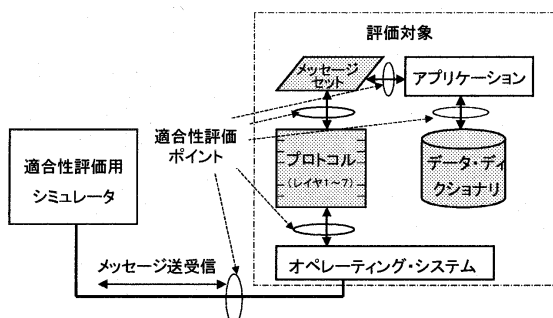 評価対象
メッセージ
セット
アプリケーション
適合性評価
ポイント
適合性評価用
シミュレータ
プロトコル
(レイヤ1~7)
データ・ディ
クショナリ
メッセージ送受信
オペレーティング・システム